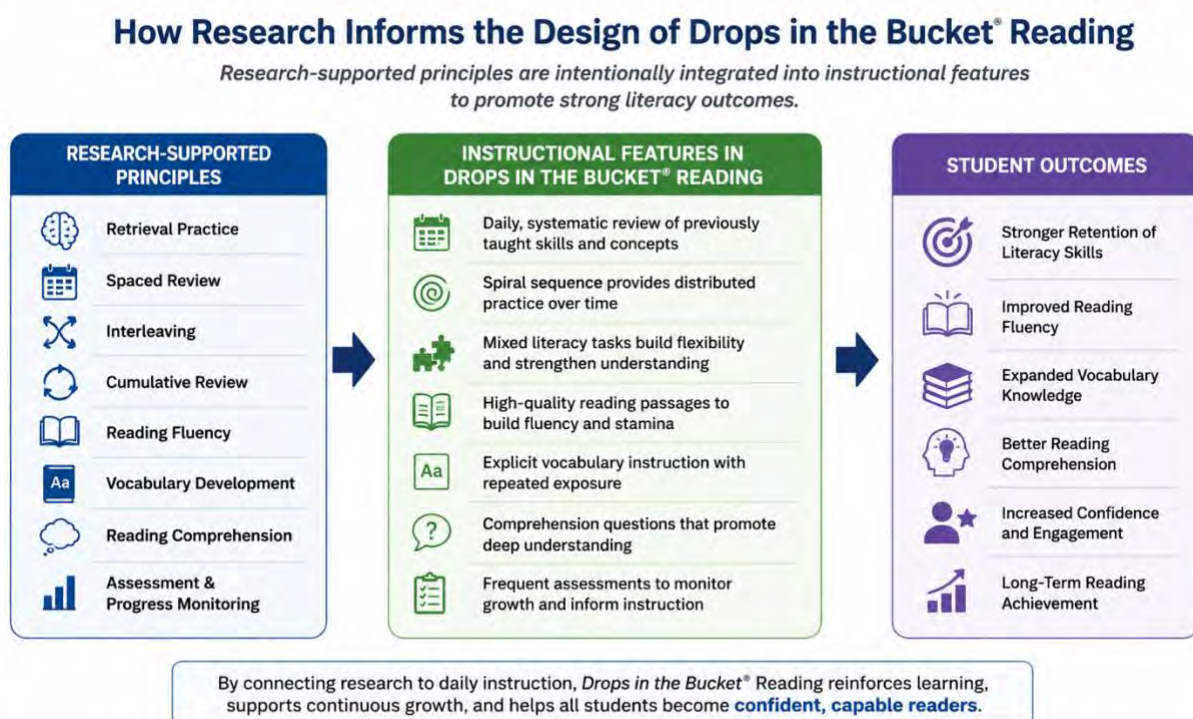 How Research Informs the Design of Drops in the Bucket® Reading
Research-supported principles are intentionally integrated into instructional features
to promote strong literacy outcomes.
RESEARCH-SUPPORTED
PRINCIPLES
Retrieval Practice
Spaced Review
Interleaving
Cumulative Review
Reading Fluency
Aa
Vocabulary Development
Reading Comprehension
Assessment &
Progress Monitoring
INSTRUCTIONAL FEATURES IN
DROPS IN THE BUCKET® READING
Daily, systematic review of previously
taught skills and concepts
Spiral sequence provides distributed
practice over time
Mixed literacy tasks build flexibility
and strengthen understanding
High-quality reading passages to
build fluency and stamina
Aa
Explicit vocabulary instruction with
repeated exposure
?
Comprehension questions that promote
deep understanding
Frequent assessments to monitor
growth and inform instruction
STUDENT OUTCOMES
Stronger Retention of
Literacy Skills
Improved Reading
Fluency
Expanded Vocabulary
Knowledge
Better Reading
Comprehension
Increased Confidence
and Engagement
Long-Term Reading
Achievement
By connecting research to daily instruction, Drops in the Bucket® Reading reinforces learning,
supports continuous growth, and helps all students become confident, capable readers.